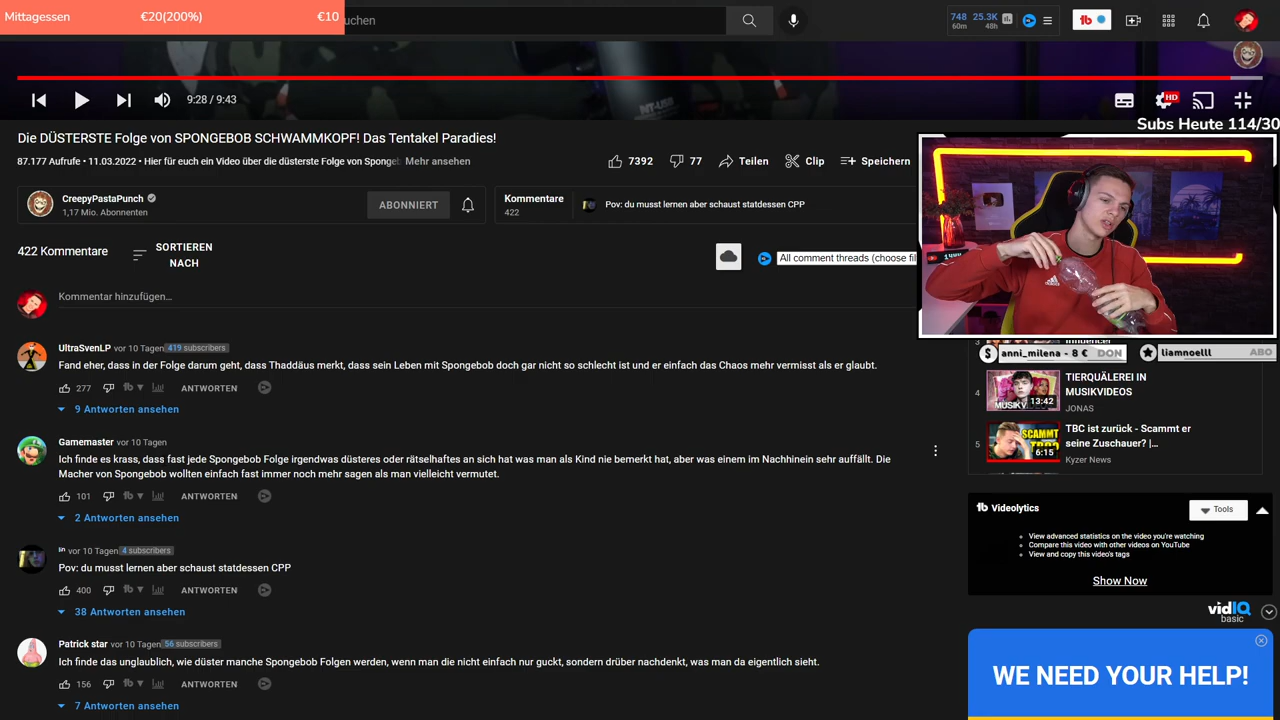 Mittagessen €20(200%) €10
uchen
748 25.3K
60m 48h
tb
NT-USB
9:28 / 9:43
HD
Subs Heute 114/30
Die DÜSTERSTE Folge von SPONGEBOB SCHWAMMKOPF! Das Tentakel Paradies!
87.177 Aufrufe • 11.03.2022 • Hier für euch ein Video über die düsterste Folge von Spongeb Mehr ansehen
7392 77 Teilen Clip Speichern
CreepyPastaPunch
1,17 Mio. Abonnenten
ABONNIERT
Kommentare
422
Pov: du musst lernen aber schaust statdessen CPP
422 Kommentare
SORTIEREN
NACH
All comment threads (choose fil
Kommentar hinzufügen...
UltraSvenLP vor 10 Tagen 419 subscribers
Fand eher, dass in der Folge darum geht, dass Thaddäus merkt, dass sein Leben mit Spongebob doch gar nicht so schlecht ist und er einfach das Chaos mehr vermisst als er glaubt.
277 tb ANTWORTEN
9 Antworten ansehen
Gamemaster vor 10 Tagen
Ich finde es krass, dass fast jede Spongebob Folge irgendetwas düsteres oder rätselhaftes an sich hat was man als Kind nie bemerkt hat, aber was einem im Nachhinein sehr auffällt. Die
Macher von Spongebob wollten einfach fast immer noch mehr sagen als man vielleicht vermutet.
101 tb ANTWORTEN
2 Antworten ansehen
vor 10 Tagen 4 subscribers
Pov: du musst lernen aber schaust statdessen CPP
400 tb ANTWORTEN
38 Antworten ansehen
Patrick star vor 10 Tagen 56 subscribers
Ich finde das unglaublich, wie düster manche Spongebob Folgen werden, wenn man die nicht einfach nur guckt, sondern drüber nachdenkt, was man da eigentlich sieht.
156 tb ANTWORTEN
7 Antworten ansehen
anni_milena - 8 € DON
liamnoelll ABO
4
TIERQUÄLEREI IN
MUSIKVIDEOS
JONAS
13:42
5
TBC ist zurück - Scammt er
seine Zuschauer? |...
Kyzer News
SCAMMT
6:15
tb Videolytics
Tools
View advanced statistics on the video you're watching
Compare this video with other videos on YouTube
View and copy this video's tags
Show Now
vidIQ
basic
WE NEED YOUR HELP!